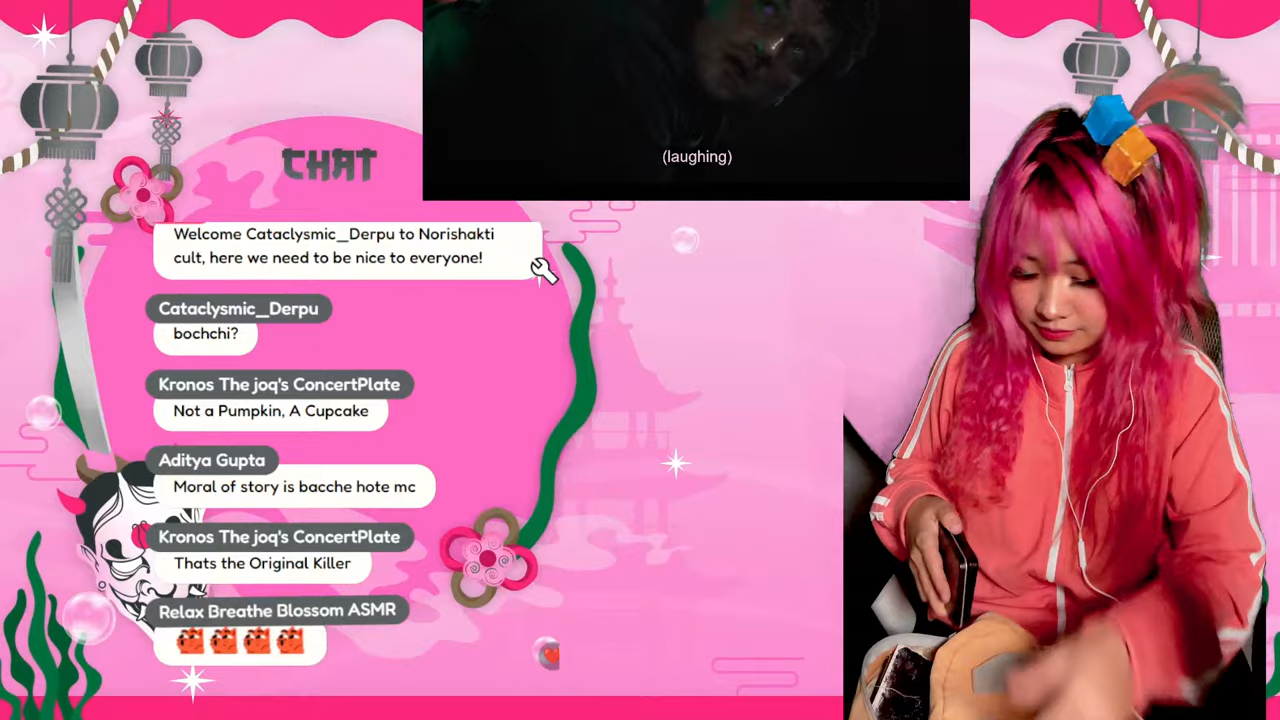 (laughing)
CHAT
Welcome Cataclysmic_Derpu to Norishakti
cult, here we need to be nice to everyone!
Cataclysmic_Derpu
bochchi?
Kronos The joq's ConcertPlate
Not a Pumpkin, A Cupcake
Aditya Gupta
Moral of story is bacche hote mc
Kronos The joq's ConcertPlate
Thats the Original Killer
Relax Breathe Blossom ASMR